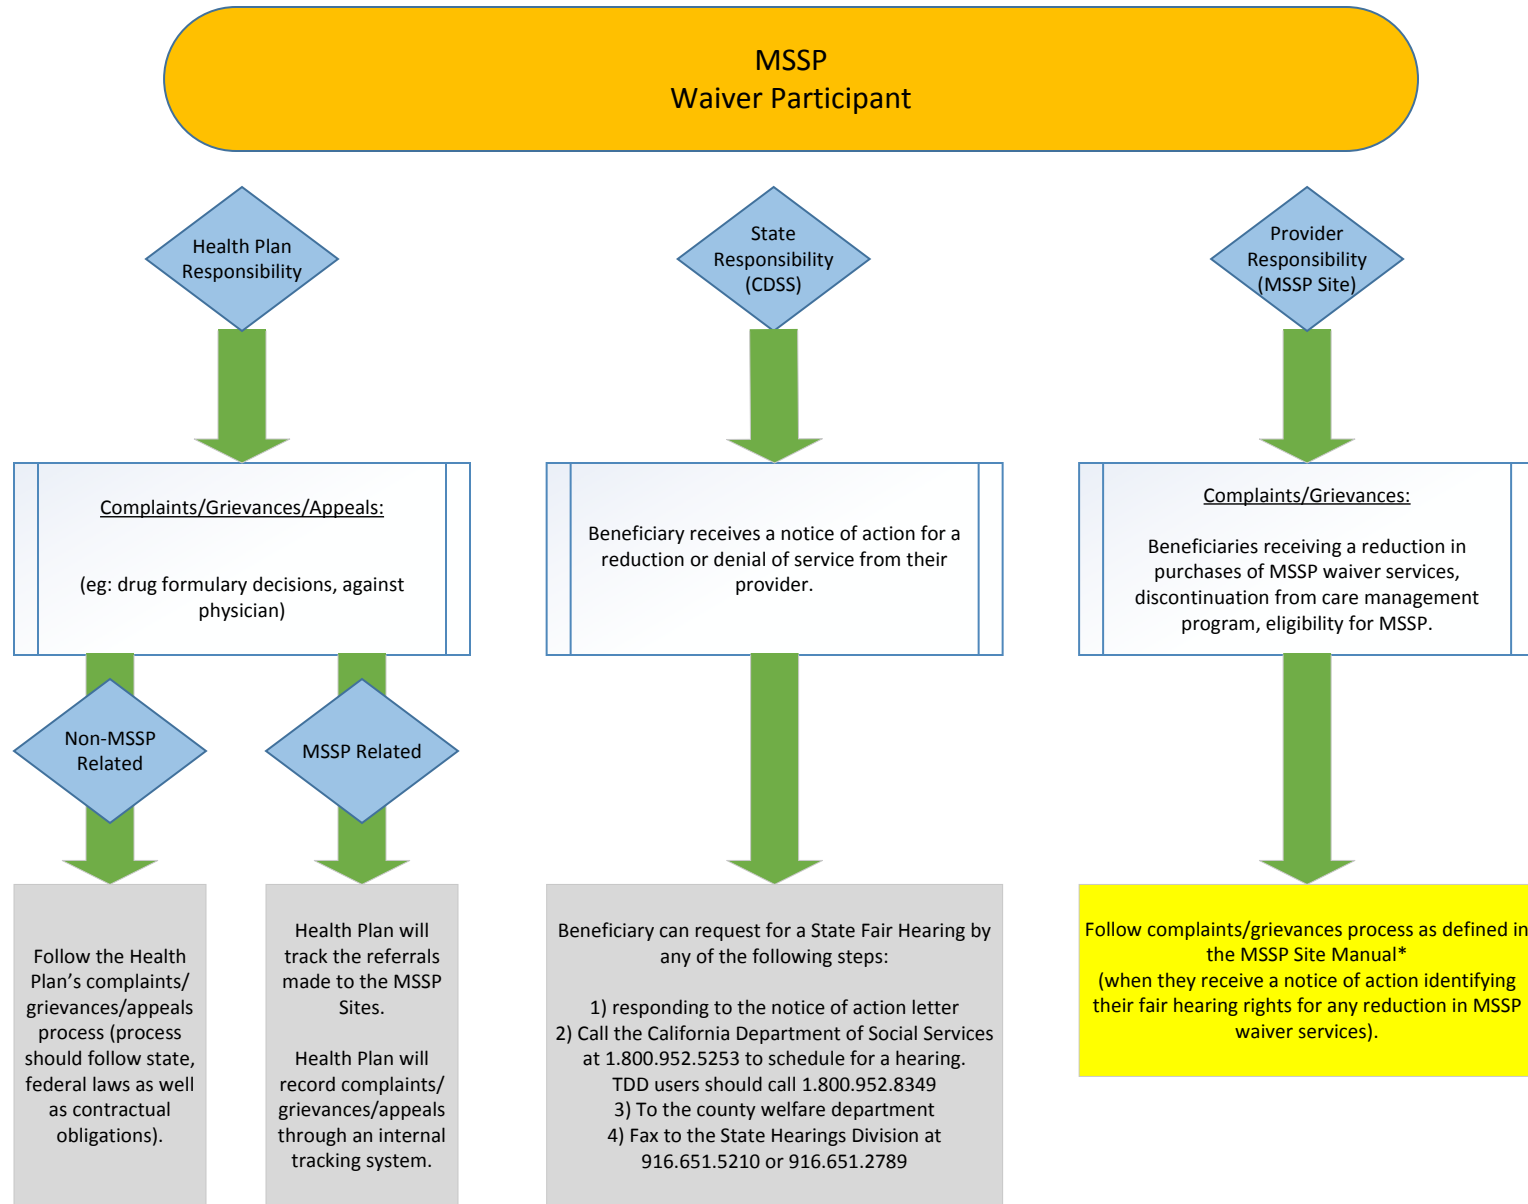 MSSP
Waiver Participant
Health Plan
Responsibility
State
Responsibility
(CDSS)
Provider
Responsibility
(MSSP Site)
Complaints/Grievances/Appeals:
(eg: drug formulary decisions, against
physician)
Beneficiary receives a notice of action for a
reduction or denial of service from their
provider.
Complaints/Grievances:
Beneficiaries receiving a reduction in
purchases of MSSP waiver services,
discontinuation from care management
program, eligibility for MSSP.
Non-MSSP
Related
MSSP Related
Follow the Health
Plan’s complaints/
grievances/appeals
process (process
should follow state,
federal laws as well
as contractual
obligations).
Health Plan will
track the referrals
made to the MSSP
Sites.
Health Plan will
record complaints/
grievances/appeals
through an internal
tracking system.
Beneficiary can request for a State Fair Hearing by
any of the following steps:
1) responding to the notice of action letter
2) Call the California Department of Social Services
at 1.800.952.5253 to schedule for a hearing.
TDD users should call 1.800.952.8349
3) To the county welfare department
4) Fax to the State Hearings Division at
916.651.5210 or 916.651.2789
Follow complaints/grievances process as defined in
the MSSP Site Manual*
(when they receive a notice of action identifying
their fair hearing rights for any reduction in MSSP
waiver services).